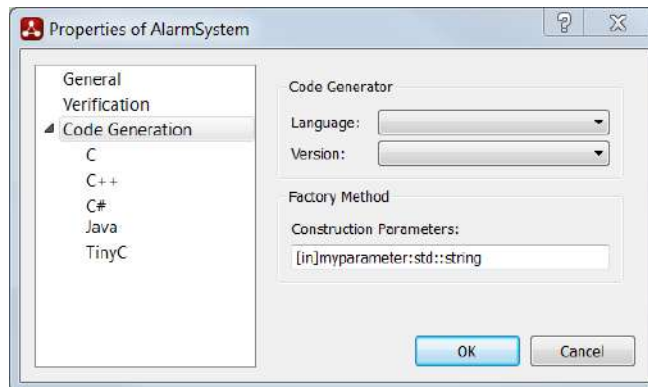 Properties of AlarmSystem
General
Verification
Code Generation
C
C++
C#
Java
TinyC
Code Generator
Language:
Version:
Factory Method
Construction Parameters:
[in]myparameter:std::string
OK
Cancel